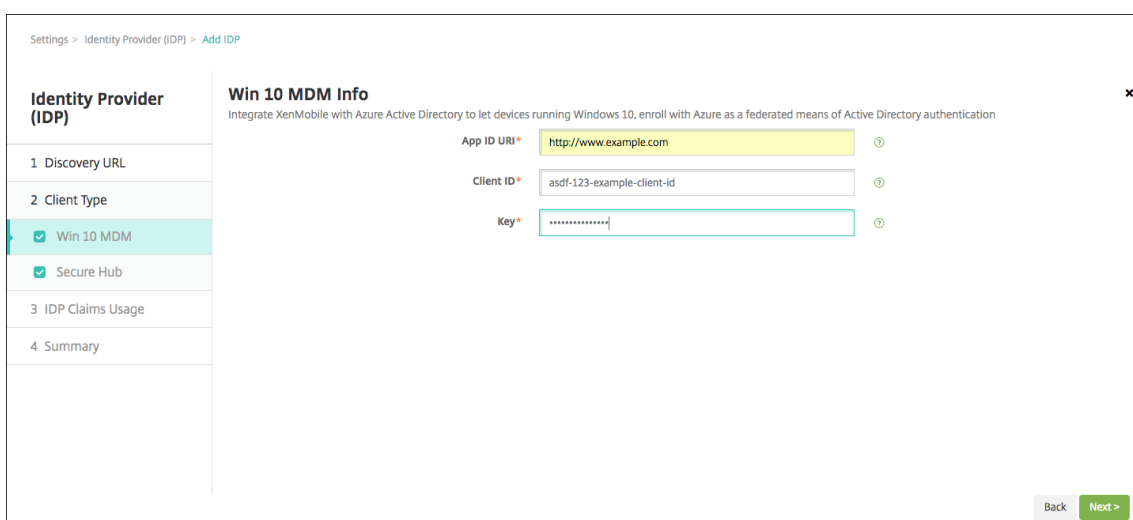 Settings > Identity Provider (IDP) > Add IDP
Identity Provider
(IDP)
1 Discovery URL
2 Client Type
Win 10 MDM
Secure Hub
3 IDP Claims Usage
4 Summary
Win 10 MDM Info
Integrate XenMobile with Azure Active Directory to let devices running Windows 10, enroll with Azure as a federated means of Active Directory authentication
App ID URI* http://www.example.com
Client ID* asdf-123-example-client-id
Key* •••••••••••••••
Back Next >